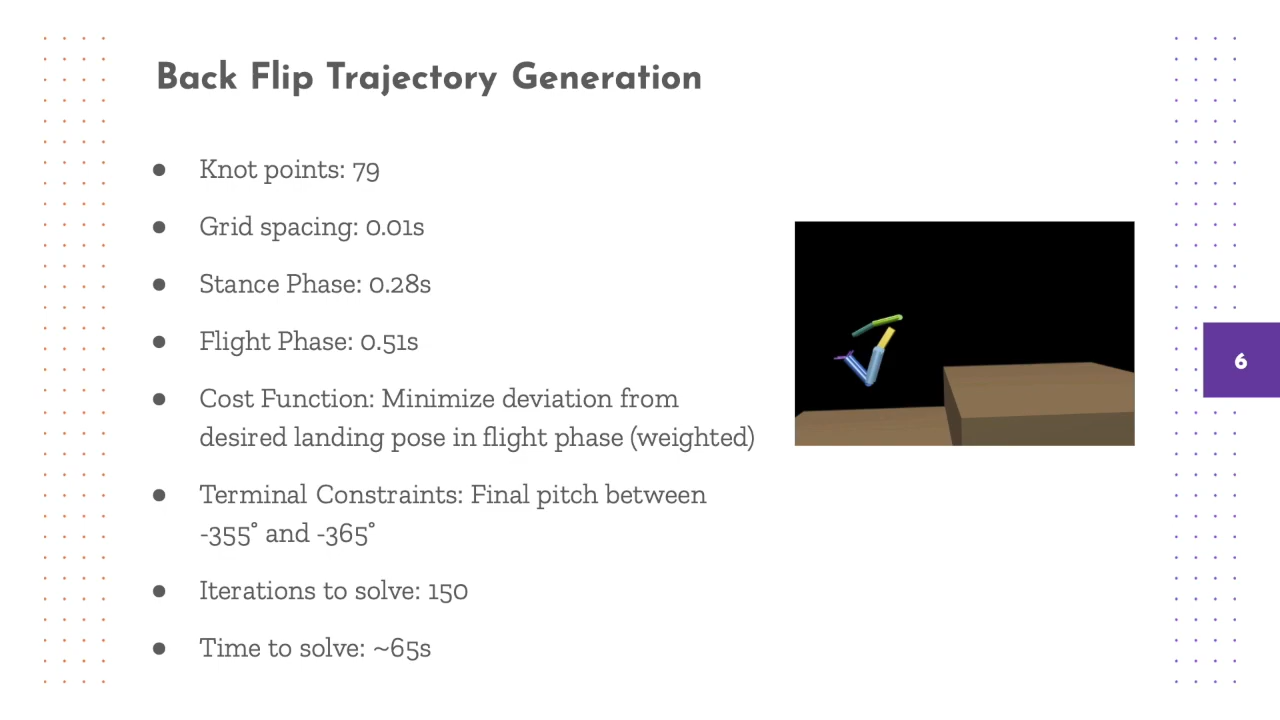 Back Flip Trajectory Generation
● Knot points: 79
● Grid spacing: 0.01s
● Stance Phase: 0.28s
● Flight Phase: 0.51s
● Cost Function: Minimize deviation from
desired landing pose in flight phase (weighted)
● Terminal Constraints: Final pitch between
-355° and -365°
● Iterations to solve: 150
● Time to solve: ~65s
6